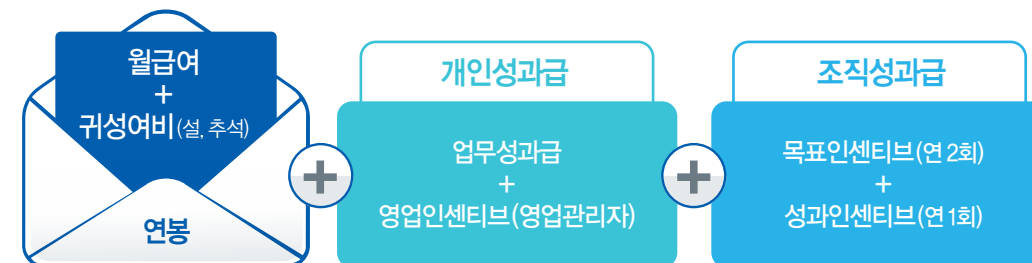 월급여
+
귀성여비(설, 추석)
연봉
+
개인성과급
업무성과급
+
영업인센티브(영업관리자)
+
조직성과급
목표인센티브(연 2회)
+
성과인센티브(연 1회)